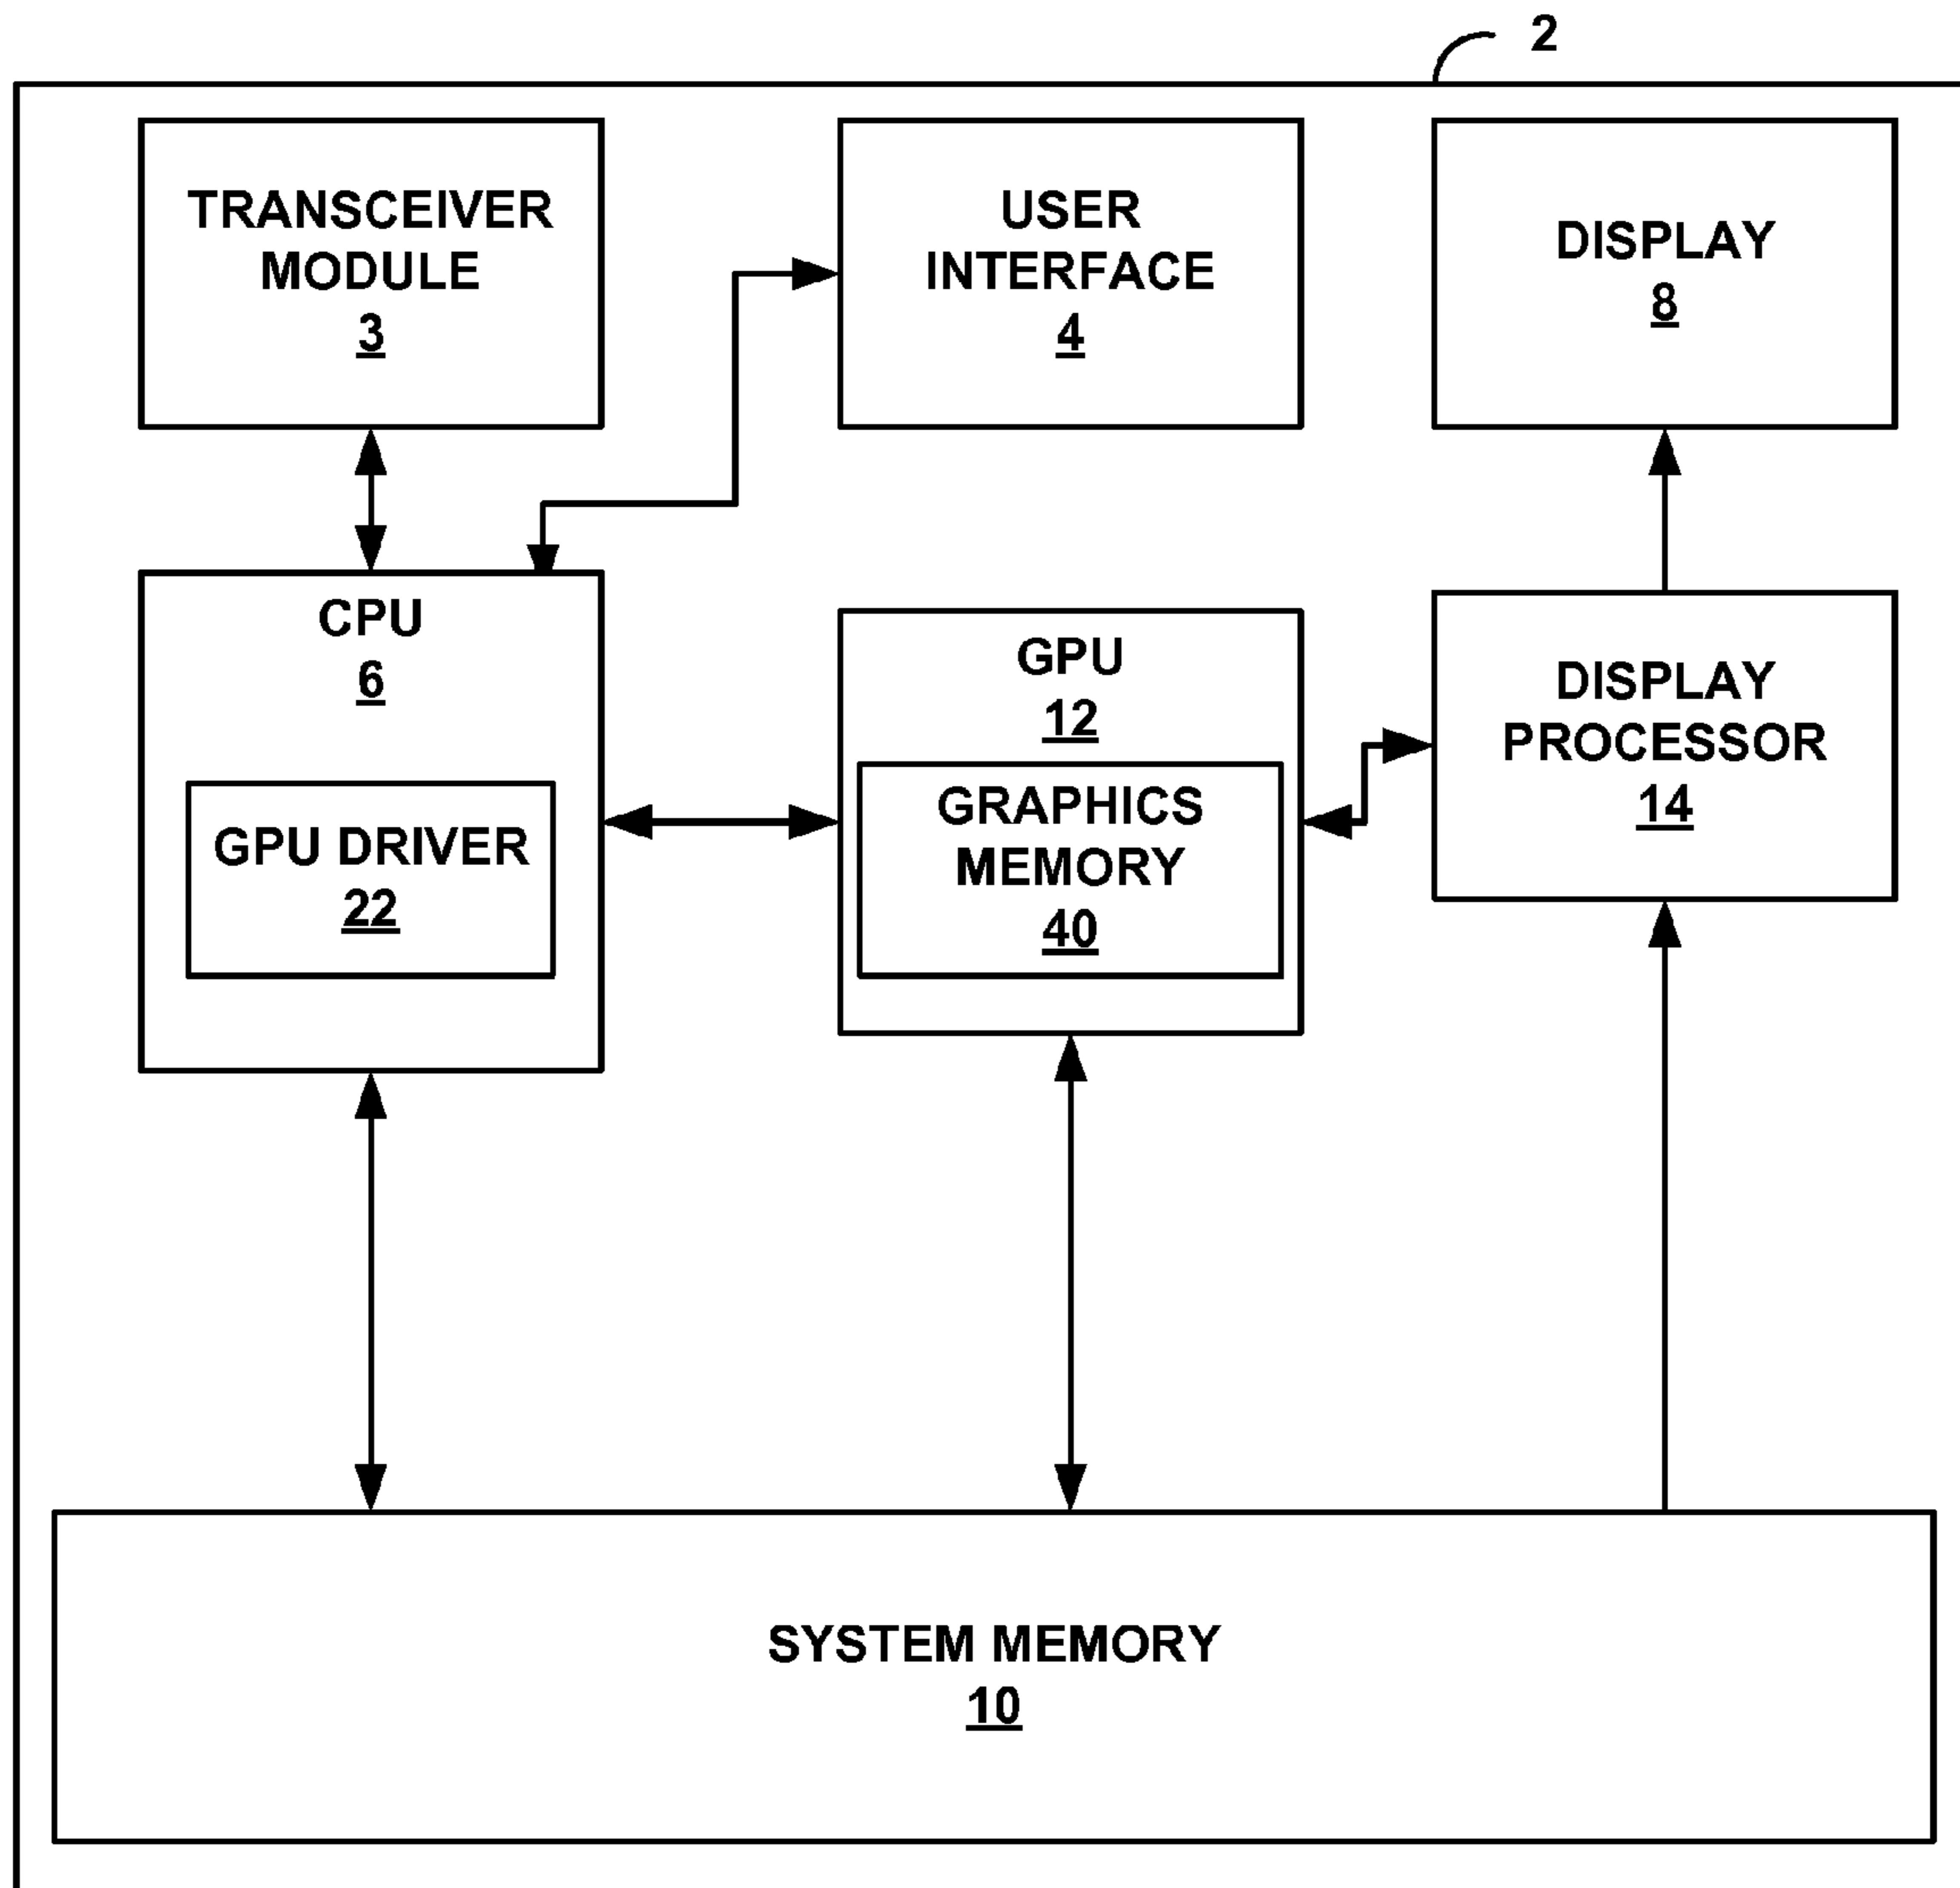 2
TRANSCEIVER
MODULE
3
USER
INTERFACE
4
DISPLAY
8
CPU
6
GPU DRIVER
22
GPU
12
GRAPHICS
MEMORY
40
DISPLAY
PROCESSOR
14
SYSTEM MEMORY
10